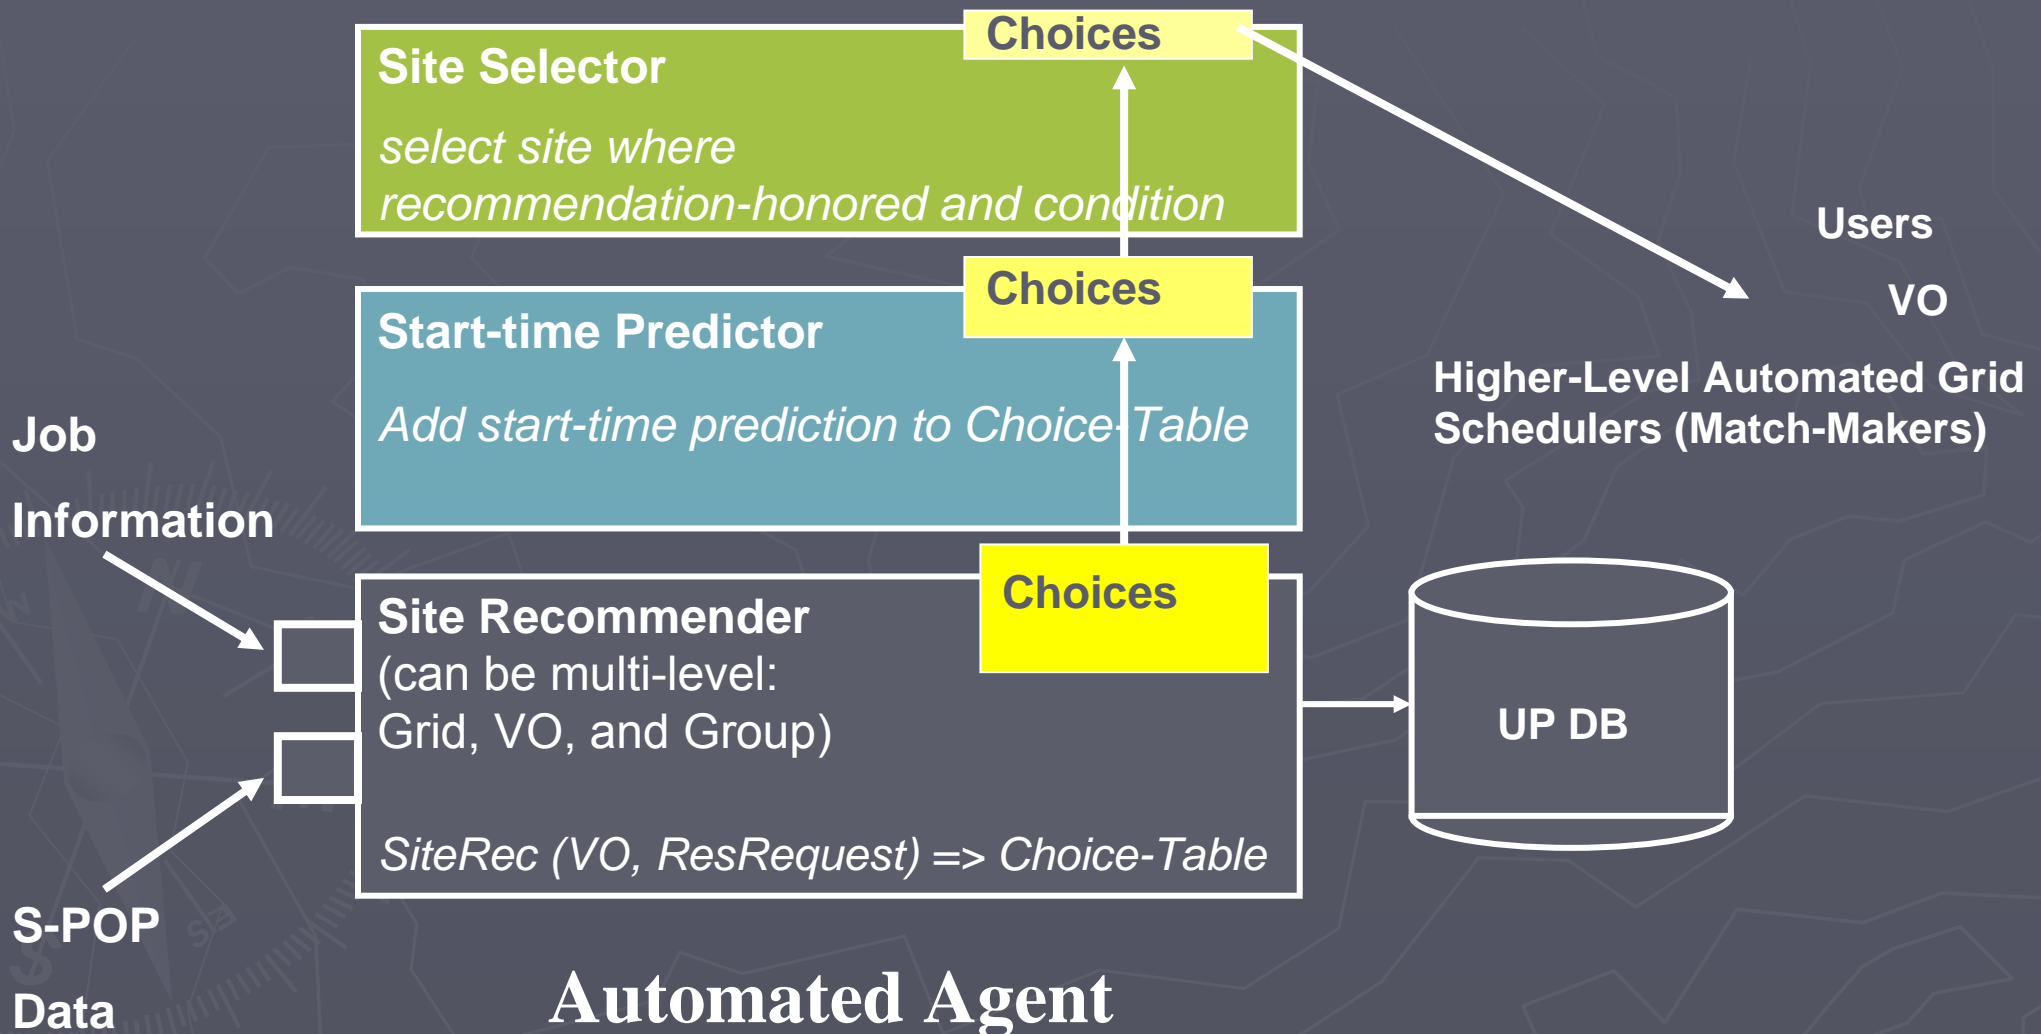 Choices
Site Selector
select site where
recommendation-honored and condition
Choices
Start-time Predictor
Add start-time prediction to Choice-Table
Choices
Site Recommender
(can be multi-level:
Grid, VO, and Group)
SiteRec (VO, ResRequest) => Choice-Table
Job
Information
S-POP
Data
Users
VO
Higher-Level Automated Grid
Schedulers (Match-Makers)
UP DB
Automated Agent
N
S